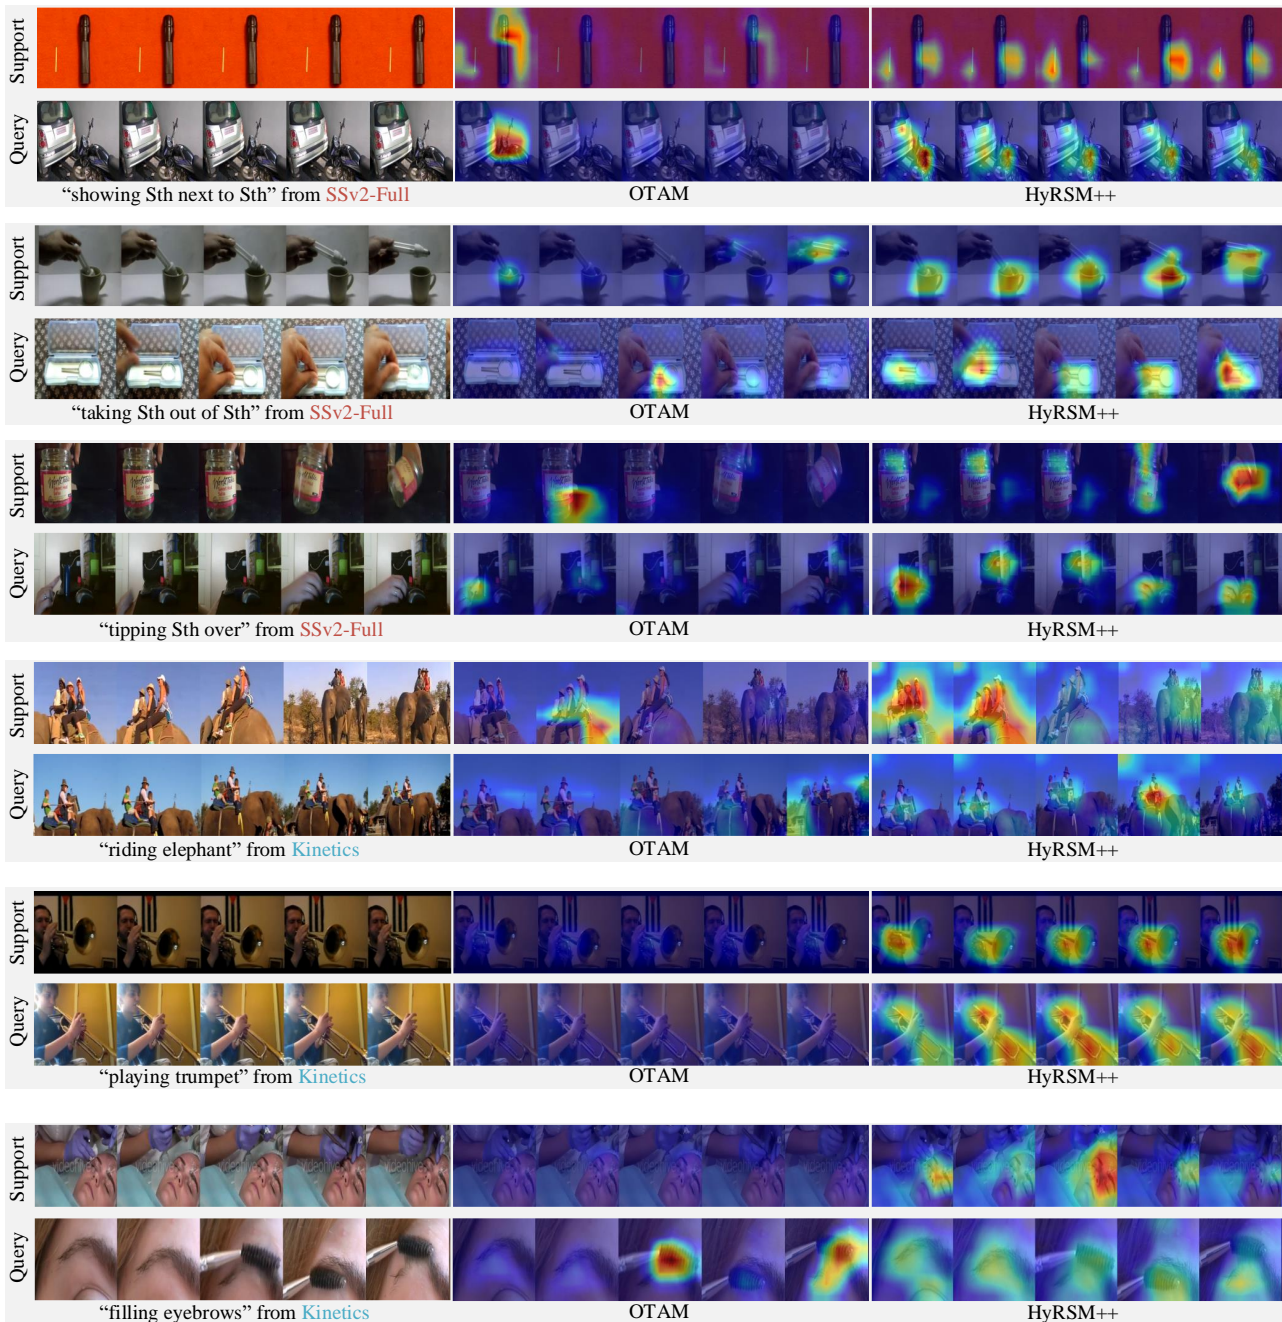 Support
Query
“showing Sth next to Sth” from SSv2-Full
OTAM
HyRSM++
Support
Query
“taking Sth out of Sth” from SSv2-Full
OTAM
HyRSM++
Support
Query
“tipping Sth over” from SSv2-Full
OTAM
HyRSM++
Support
Query
“riding elephant” from Kinetics
OTAM
HyRSM++
Support
Query
“playing trumpet” from Kinetics
OTAM
HyRSM++
Support
Query
“filling eyebrows” from Kinetics
OTAM
HyRSM++